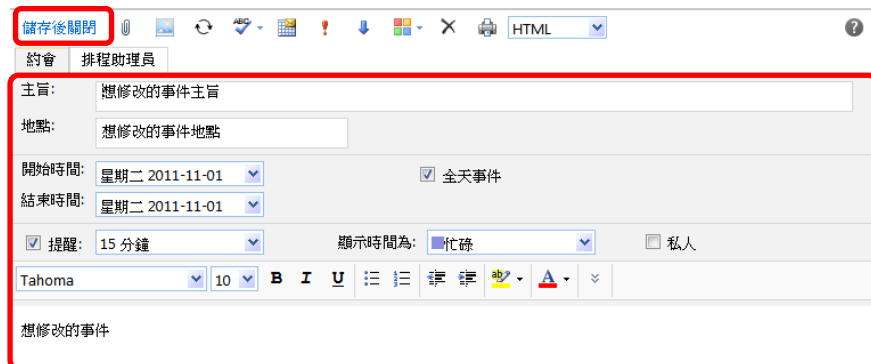 儲存後關閉 ABC HTML ?
約會 排程助理員
主旨: 想修改的事件主旨
地點: 想修改的事件地點
開始時間: 星期二 2011-11-01 全天事件
結束時間: 星期二 2011-11-01
提醒: 15 分鐘 顯示時間為: 忙碌 私人
Tahoma 10 B I U ab A
想修改的事件